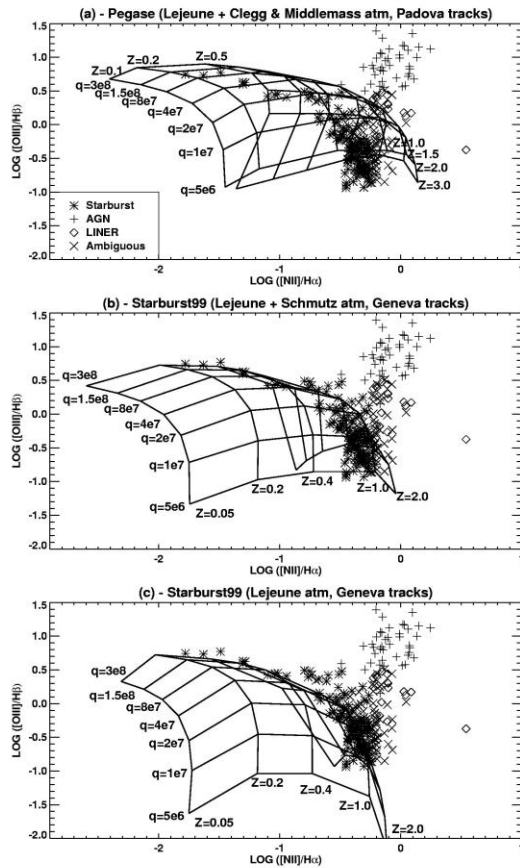 (a) - Pegase (Lejeune + Clegg & Middlemass atm, Padova tracks)
1.5
1.0
0.5
0.0
-0.5
-1.0
-1.5
2.0
LOG ([OIII]/Hβ)
Z=0.1
Z=0.2
Z=0.5
q=3e8
q=1.5e8
q=8e7
q=4e7
q=2e7
q=1e7
q=5e6
Z=1.0
Z=1.5
Z=2.0
Z=3.0
Starburst
AGN
LINER
Ambiguous
-2
-1
0
1
LOG ([NII]/Hα)
(b) - Starburst99 (Lejeune + Schmutz atm, Geneva tracks)
1.5
1.0
0.5
0.0
-0.5
-1.0
-1.5
-2.0
LOG ([OIII]/Hβ)
q=3e8
q=1.5e8
q=8e7
q=4e7
q=2e7
q=1e7
q=5e6
Z=0.05
Z=0.2
Z=0.4
Z=1.0
Z=2.0
-2
-1
0
1
LOG ([NII]/Hα)
(c) - Starburst99 (Lejeune atm, Geneva tracks)
1.5
1.0
0.5
0.0
-0.5
-1.0
-1.5
-2.0
LOG ([OIII]/Hβ)
q=3e8
q=1.5e8
q=8e7
q=4e7
q=2e7
q=1e7
q=5e6
Z=0.05
Z=0.2
Z=0.4
Z=1.0
Z=2.0
-2
-1
0
1
LOG ([NII]/Hα)